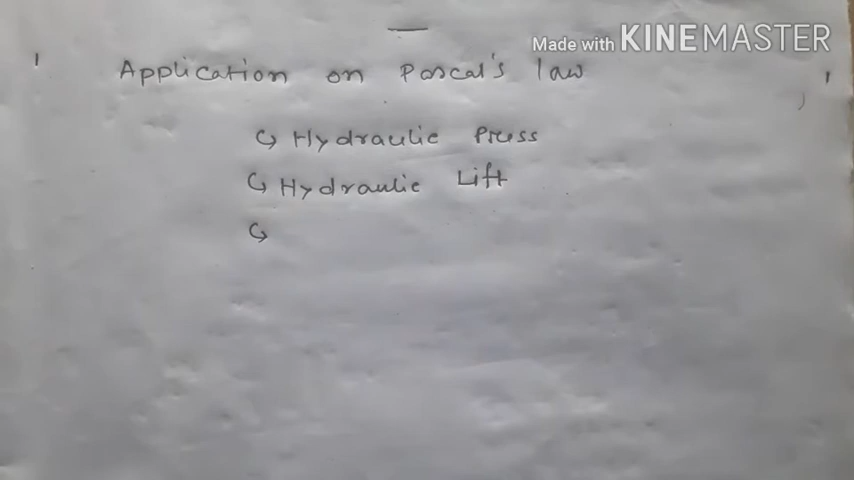 Made with KINEMASTER
Application on Pascal's law
↪ Hydraulic Press
↪ Hydraulic Lift
↪